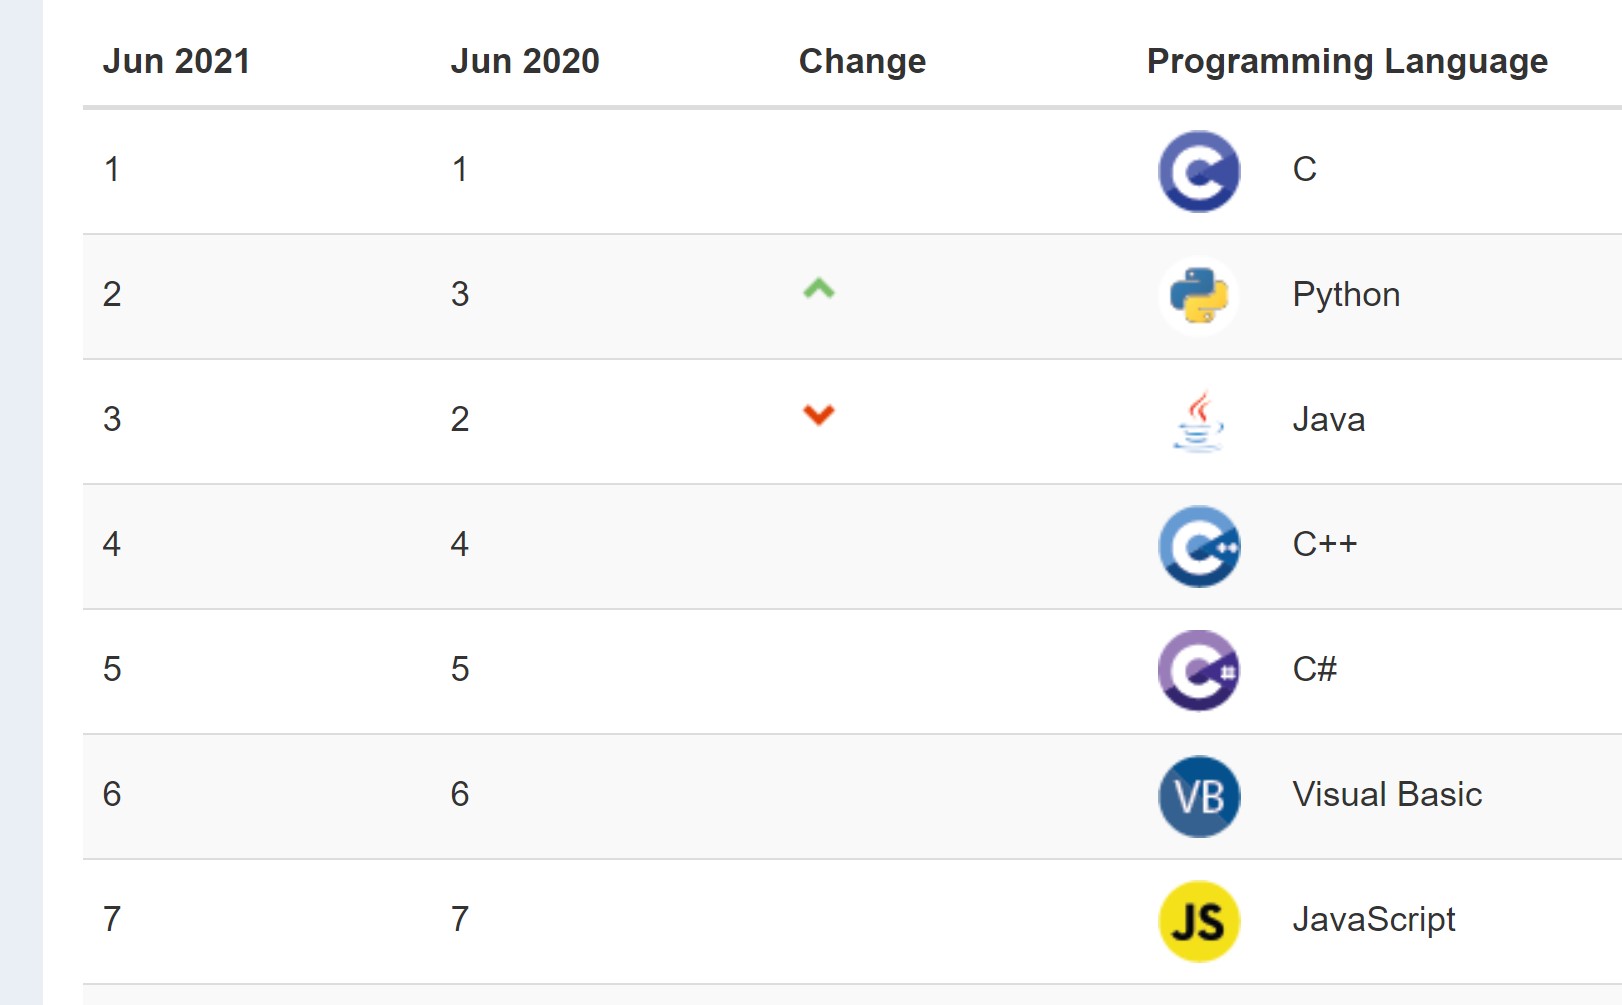 Jun 2021 Jun 2020 Change Programming Language
1 1 C
2 3 Python
3 2 Java
4 4 C++ C++
5 5 C# C#
6 6 VB Visual Basic
7 7 JS JavaScript